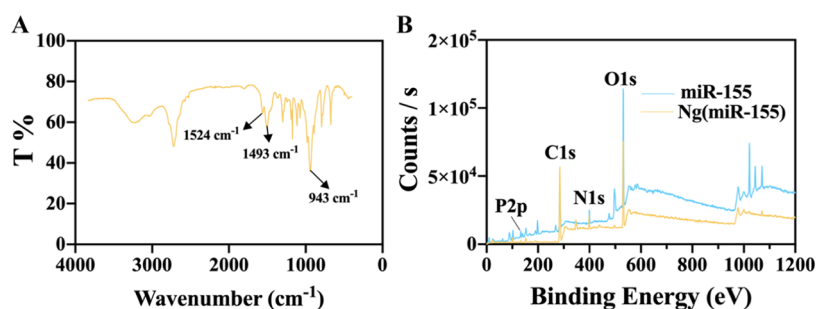 A
T %
100
80
60
40
20
0
1524 cm-1
1493 cm-1
943 cm-1
4000
3000
2000
1000
0
Wavenumber (cm-1)
B
Counts / s
2×10⁵
1×10⁵
5×10⁴
0
O1s
miR-155
Ng(miR-155)
C1s
N1s
P2p
0
200
400
600
800
1000
1200
Binding Energy (eV)